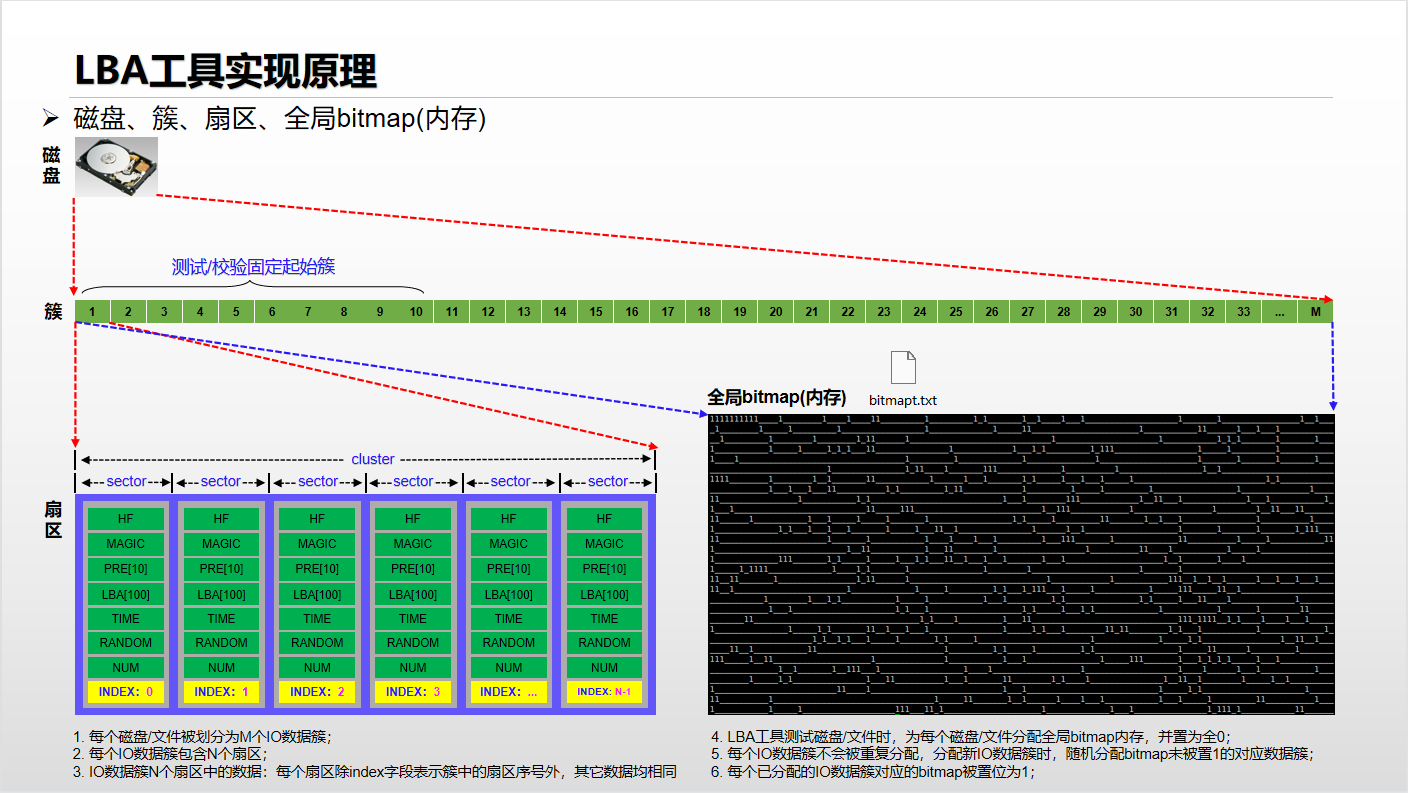 LBA工具实现原理
磁盘、簇、扇区、全局bitmap(内存)
磁盘
测试/校验固定起始簇
簇 1 2 3 4 5 6 7 8 9 10 11 12 13 14 15 16 17 18 19 20 21 22 23 24 25 26 27 28 29 30 31 32 33 ... M
全局bitmap(内存)
bitmapt.txt
cluster
sector sector sector sector sector sector
扇区
HF HF HF HF HF HF
MAGIC MAGIC MAGIC MAGIC MAGIC MAGIC
PRE[10] PRE[10] PRE[10] PRE[10] PRE[10] PRE[10]
LBA[100] LBA[100] LBA[100] LBA[100] LBA[100] LBA[100]
TIME TIME TIME TIME TIME TIME
RANDOM RANDOM RANDOM RANDOM RANDOM RANDOM
NUM NUM NUM NUM NUM NUM
INDEX：0 INDEX：1 INDEX：2 INDEX：3 INDEX：... INDEX: N-1
1. 每个磁盘/文件被划分为M个IO数据簇；
2. 每个IO数据簇包含N个扇区；
3. IO数据簇N个扇区中的数据：每个扇区除index字段表示簇中的扇区序号外，其它数据均相同
4. LBA工具测试磁盘/文件时，为每个磁盘/文件分配全局bitmap内存，并置为全0；
5. 每个IO数据簇不会被重复分配，分配新IO数据簇时，随机分配bitmap未被置1的对应数据簇；
6. 每个已分配的IO数据簇对应的bitmap被置位为1；